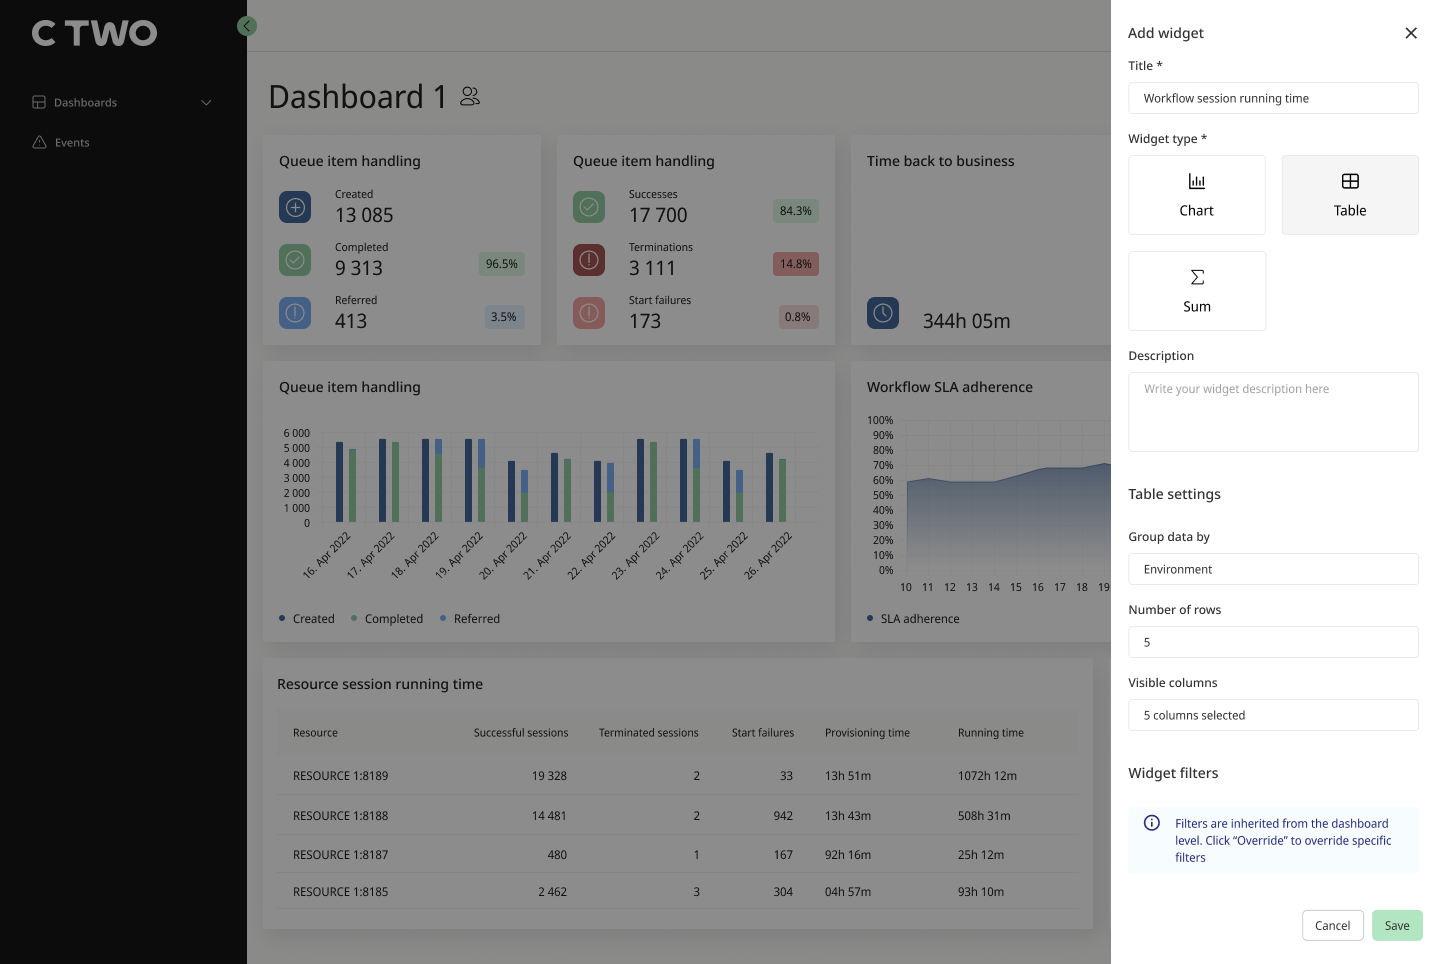 C TWO
Dashboards
Events
Dashboard 1
Queue item handling
Created
13 085
Completed
9 313
96.5%
Referred
413
3.5%
Queue item handling
Successes
17 700
84.3%
Terminations
3 111
14.8%
Start failures
173
0.8%
Time back to business
344h 05m
Queue item handling
6 000
5 000
4 000
3 000
2 000
1 000
0
16. Apr 2022
17. Apr 2022
18. Apr 2022
19. Apr 2022
20. Apr 2022
21. Apr 2022
22. Apr 2022
23. Apr 2022
24. Apr 2022
25. Apr 2022
26. Apr 2022
Created Completed Referred
Workflow SLA adherence
100%
90%
80%
70%
60%
50%
40%
30%
20%
10%
0%
10 11 12 13 14 15 16 17 18 19
SLA adherence
Resource session running time
Resource Successful sessions Terminated sessions Start failures Provisioning time Running time
RESOURCE 1:8189 19 328 2 33 13h 51m 1072h 12m
RESOURCE 1:8188 14 481 2 942 13h 43m 508h 31m
RESOURCE 1:8187 480 1 167 92h 16m 25h 12m
RESOURCE 1:8185 2 462 3 304 04h 57m 93h 10m
Add widget
Title *
Workflow session running time
Widget type *
Chart
Table
Sum
Description
Write your widget description here
Table settings
Group data by
Environment
Number of rows
5
Visible columns
5 columns selected
Widget filters
Filters are inherited from the dashboard
level. Click “Override” to override specific
filters
Cancel Save